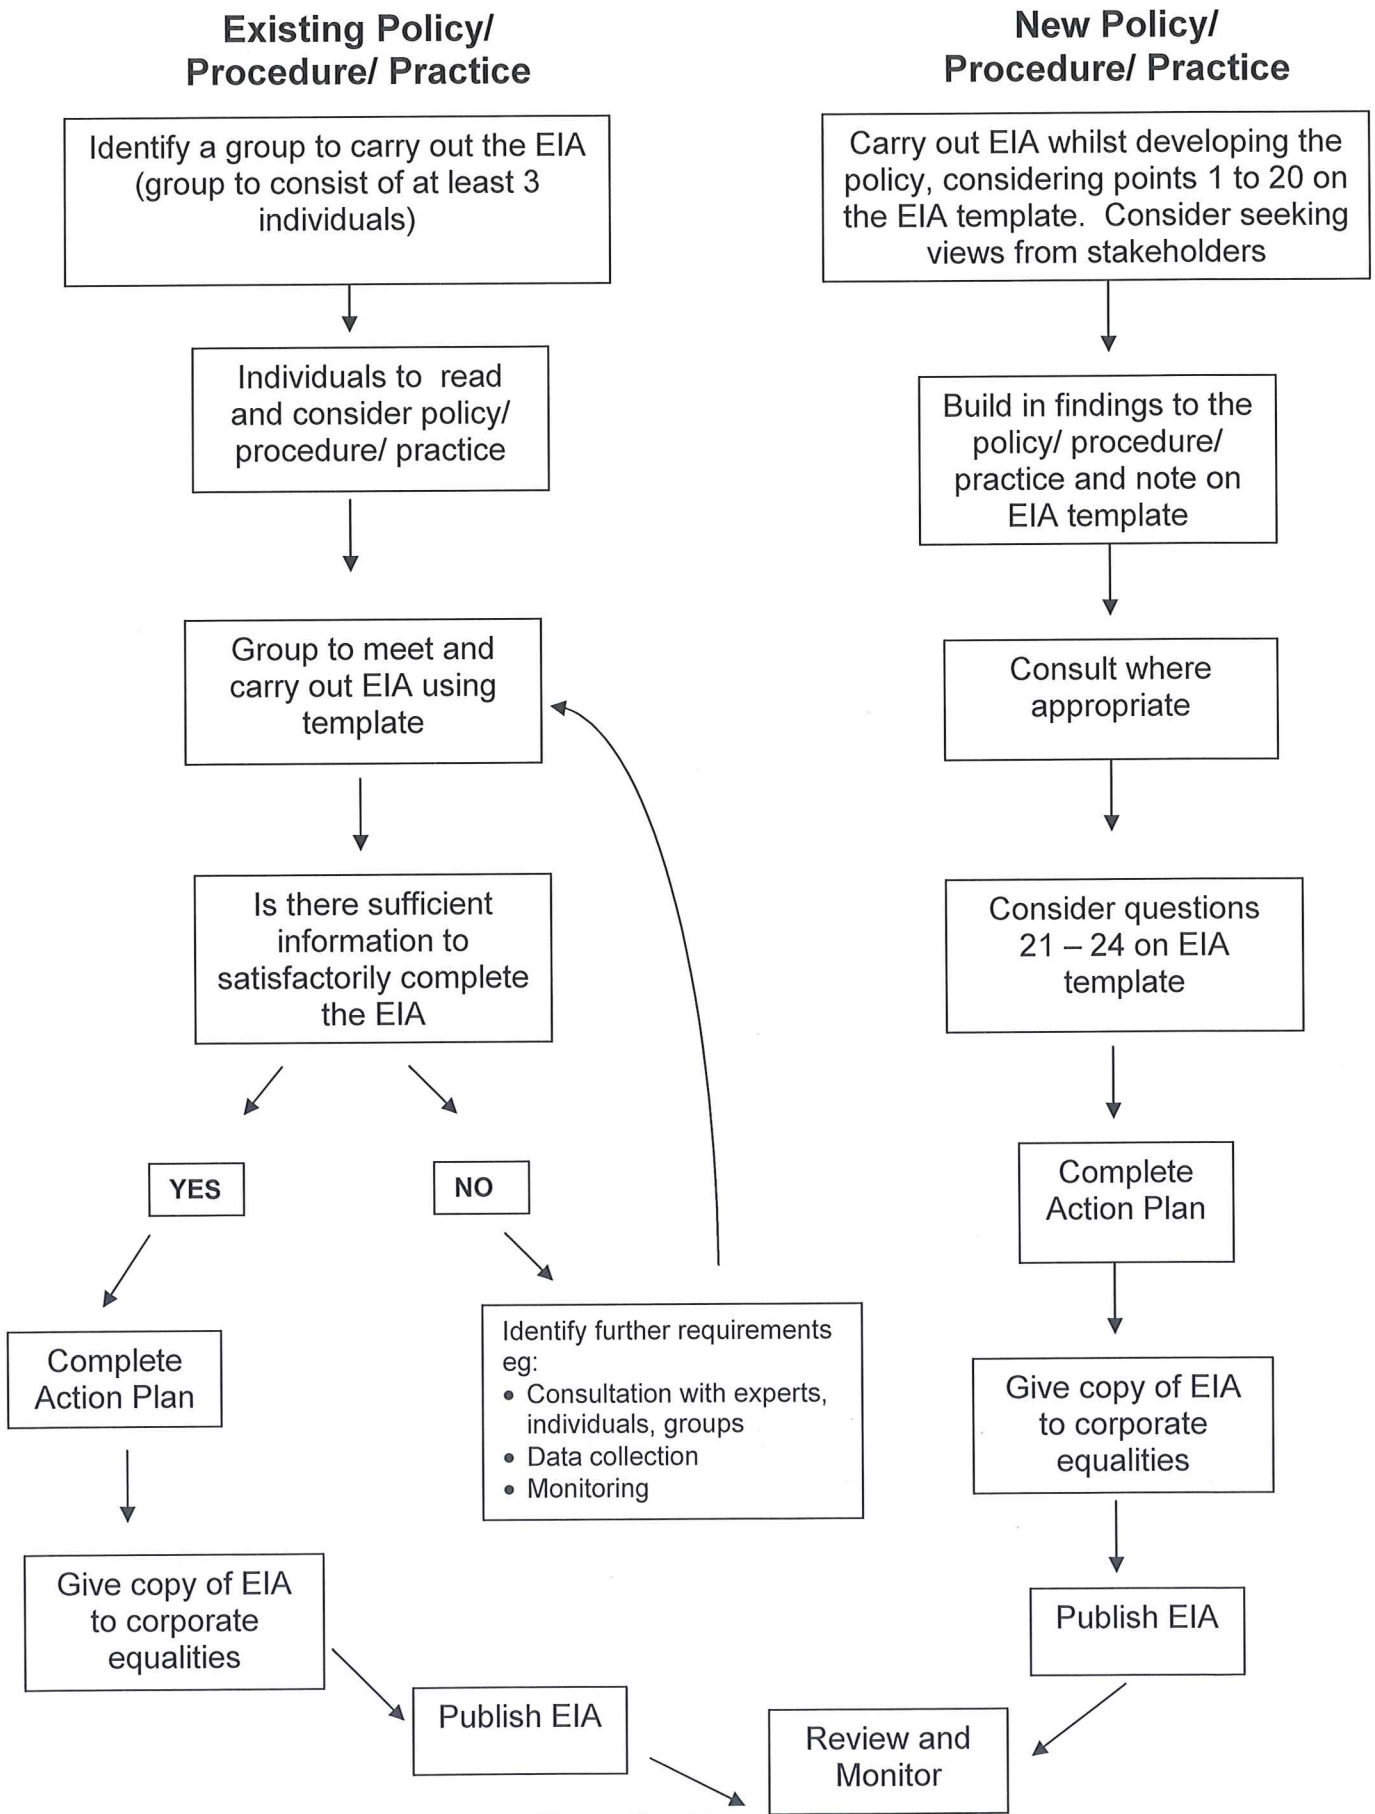 Existing Policy/
Procedure/ Practice
Identify a group to carry out the EIA
(group to consist of at least 3
individuals)
Individuals to read
and consider policy/
procedure/ practice
Group to meet and
carry out EIA using
template
Is there sufficient
information to
satisfactorily complete
the EIA
YES
NO
Complete
Action Plan
Identify further requirements
eg:
• Consultation with experts,
individuals, groups
• Data collection
• Monitoring
Give copy of EIA
to corporate
equalities
Publish EIA
New Policy/
Procedure/ Practice
Carry out EIA whilst developing the
policy, considering points 1 to 20 on
the EIA template. Consider seeking
views from stakeholders
Build in findings to the
policy/ procedure/
practice and note on
EIA template
Consult where
appropriate
Consider questions
21 – 24 on EIA
template
Complete
Action Plan
Give copy of EIA
to corporate
equalities
Publish EIA
Review and
Monitor